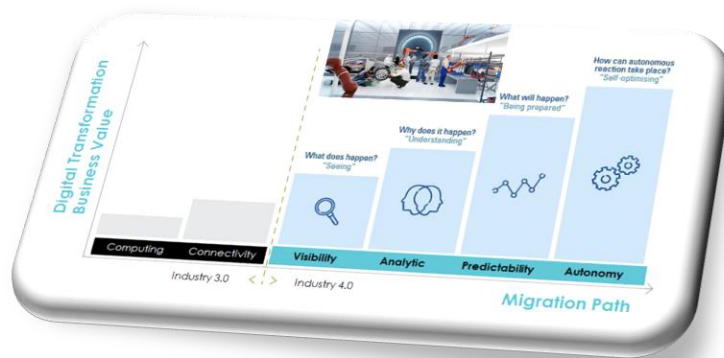 Digital Transformation
Business Value
What does happen?
"Seeing"
Why does it happen?
"Understanding"
What will happen?
"Being prepared"
How can autonomous
reaction take place?
"Self-optimising"
Computing
Connectivity
Visibility
Analytic
Predictability
Autonomy
Industry 3.0
Industry 4.0
Migration Path